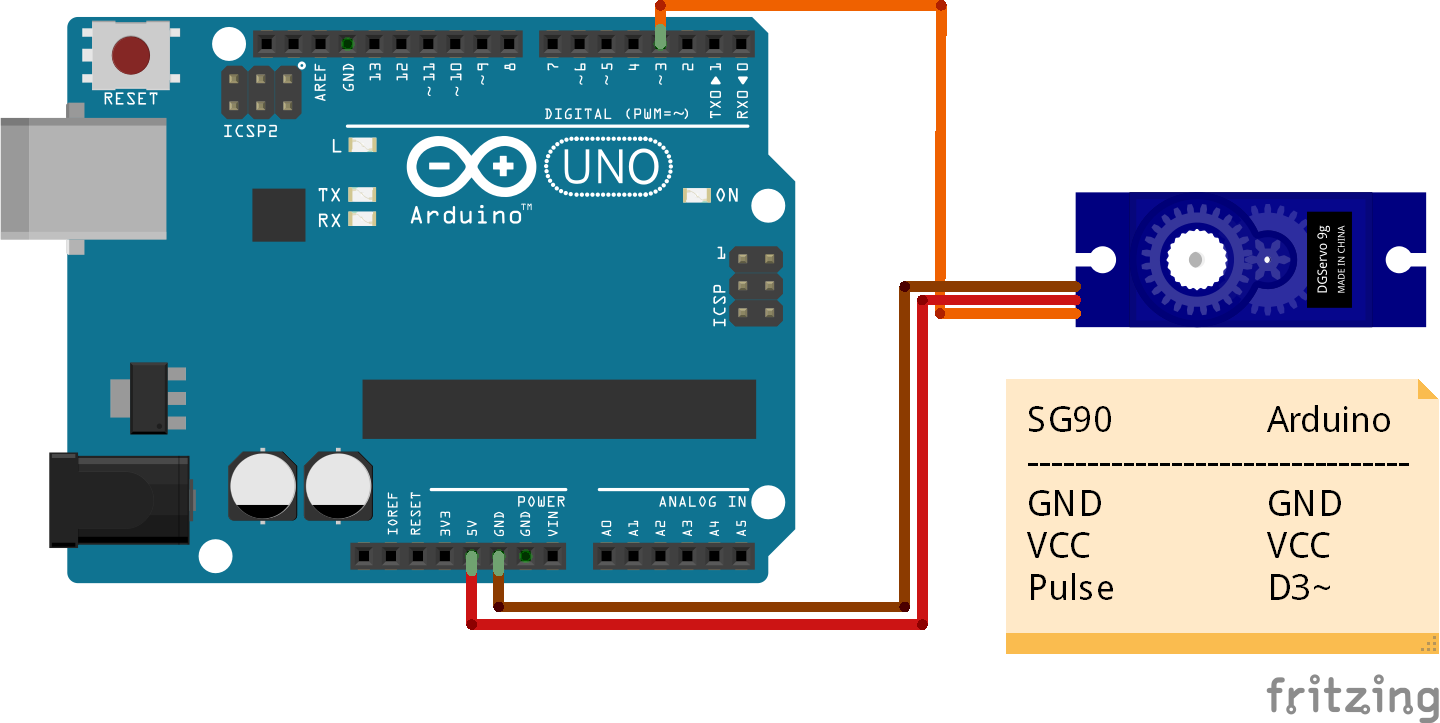 RESET
ICSP2
AREF
GND
13
12
~11
~10
~9
8
7
~6
~5
4
~3
2
TX0▶1
RX0◀0
DIGITAL (PWM=~)
L
TX
RX
UNO
Arduino™
ON
1
ICSP
DGServo 9g
MADE IN CHINA
SG90 Arduino
--------------------------------
GND GND
VCC VCC
Pulse D3~
POWER
ANALOG IN
IOREF
RESET
3V3
5V
GND
GND
VIN
A0
A1
A2
A3
A4
A5
fritzing